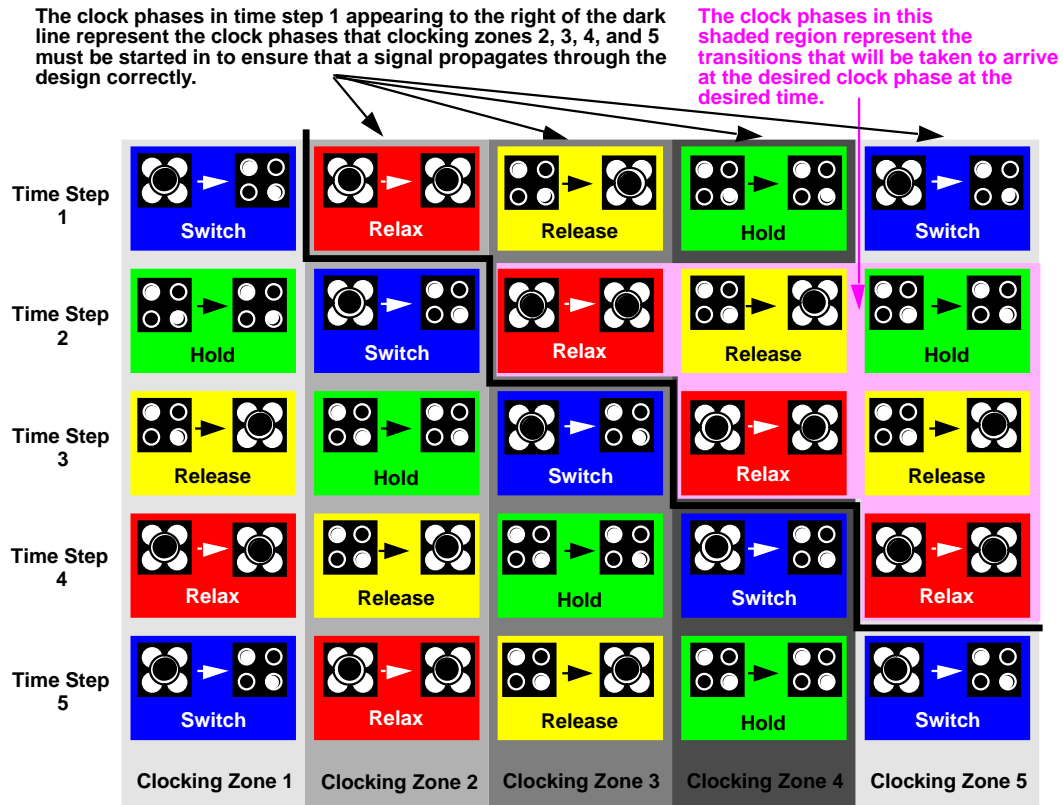 The clock phases in time step 1 appearing to the right of the dark
line represent the clock phases that clocking zones 2, 3, 4, and 5
must be started in to ensure that a signal propagates through the
design correctly.
The clock phases in this
shaded region represent the
transitions that will be taken to arrive
at the desired clock phase at the
desired time.
Time Step
1
Switch
Relax
Release
Hold
Switch
Time Step
2
Hold
Switch
Relax
Release
Hold
Time Step
3
Release
Hold
Switch
Relax
Release
Time Step
4
Relax
Release
Hold
Switch
Relax
Time Step
5
Switch
Relax
Release
Hold
Switch
Clocking Zone 1
Clocking Zone 2
Clocking Zone 3
Clocking Zone 4
Clocking Zone 5